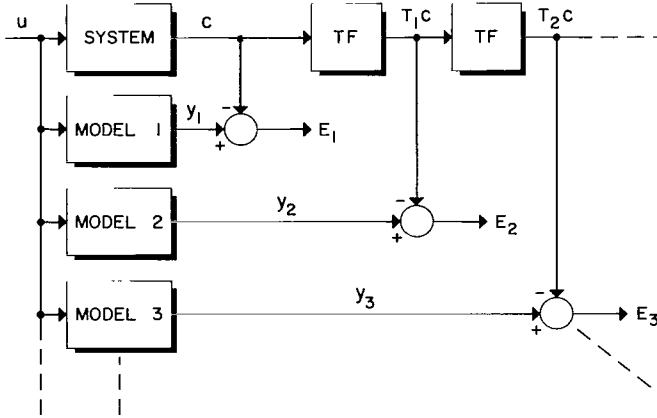 u SYSTEM c TF T₁c TF T₂c
-
MODEL 1 y₁ + E₁
-
MODEL 2 y₂ + E₂
-
MODEL 3 y₃ + E₃